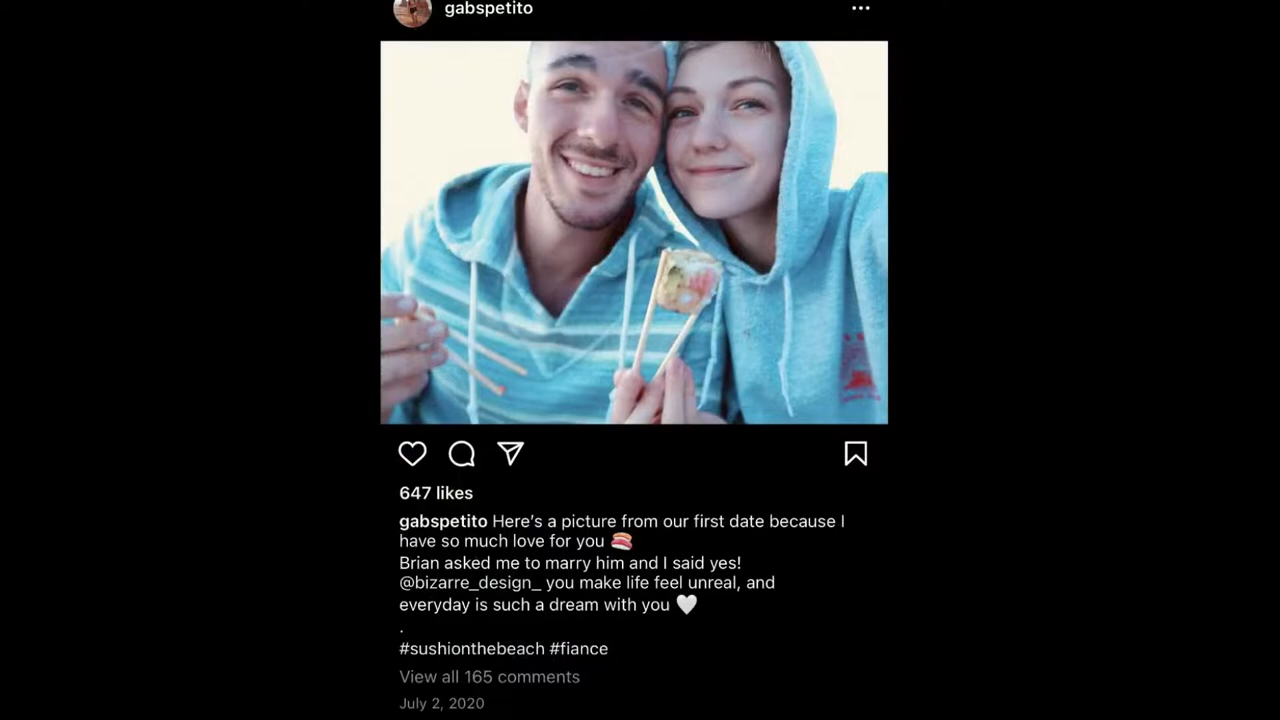 gabspetito
647 likes
gabspetito Here's a picture from our first date because I
have so much love for you
Brian asked me to marry him and I said yes!
@bizarre_design_ you make life feel unreal, and
everyday is such a dream with you 🤍
.
#sushionthebeach #fiance
View all 165 comments
July 2, 2020